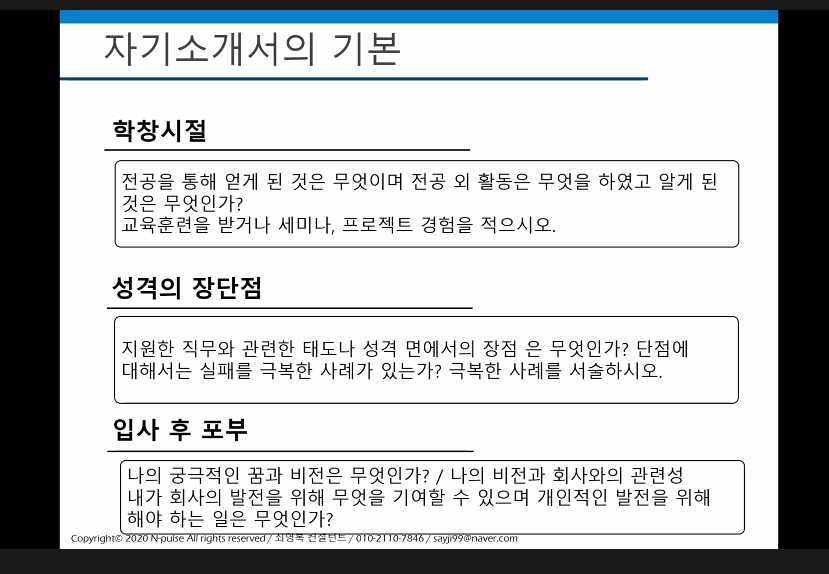 자기소개서의 기본
학창시절
전공을 통해 얻게 된 것은 무엇이며 전공 외 활동은 무엇을 하였고 알게 된
것은 무엇인가?
교육훈련을 받거나 세미나, 프로젝트 경험을 적으시오.
성격의 장단점
지원한 직무와 관련한 태도나 성격 면에서의 장점 은 무엇인가? 단점에
대해서는 실패를 극복한 사례가 있는가? 극복한 사례를 서술하시오.
입사 후 포부
나의 궁극적인 꿈과 비전은 무엇인가? / 나의 비전과 회사와의 관련성
내가 회사의 발전을 위해 무엇을 기여할 수 있으며 개인적인 발전을 위해
해야 하는 일은 무엇인가?
Copyright© 2020 N-pulse All rights reserved / 최영복 컨설턴트 / 010-2110-7846 / sayji99@naver.com